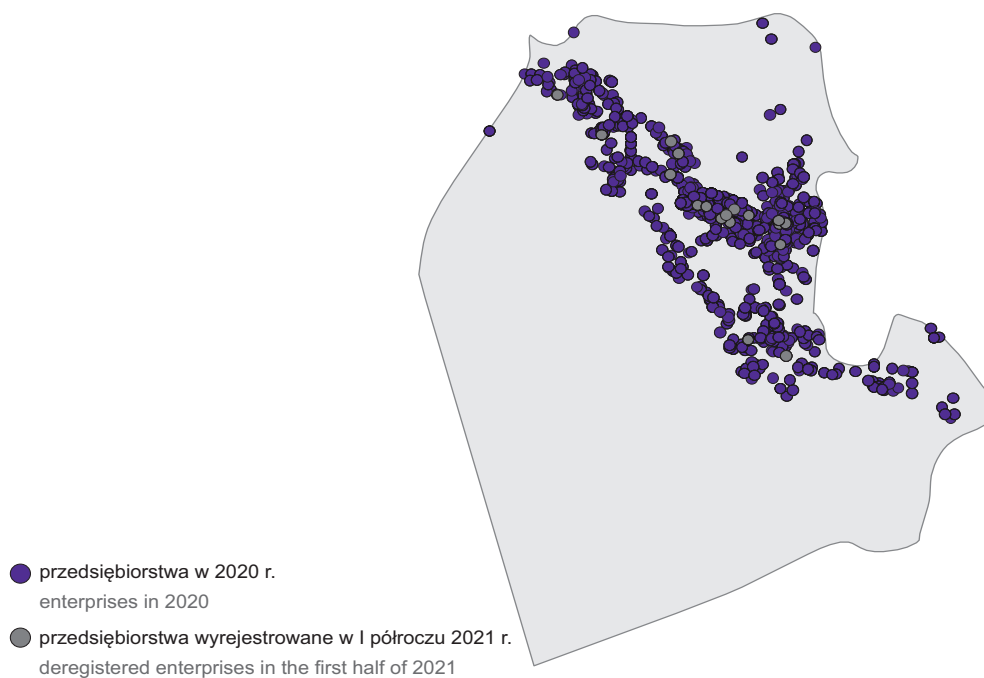 przedsiębiorstwa w 2020 r.
enterprises in 2020
przedsiębiorstwa wyrejestrowane w I półroczu 2021 r.
deregistered enterprises in the first half of 2021